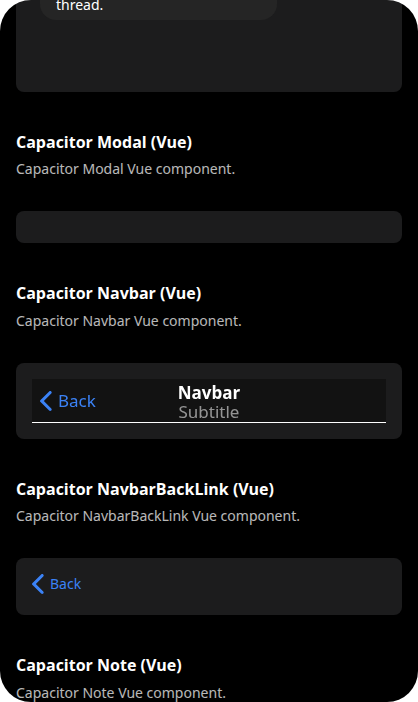 thread.
Capacitor Modal (Vue)
Capacitor Modal Vue component.
Capacitor Navbar (Vue)
Capacitor Navbar Vue component.
Back
Navbar
Subtitle
Capacitor NavbarBackLink (Vue)
Capacitor NavbarBackLink Vue component.
Back
Capacitor Note (Vue)
Capacitor Note Vue component.